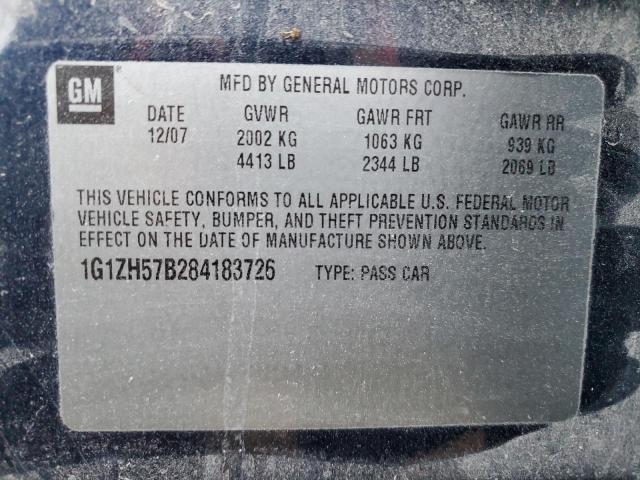 GM
MFD BY GENERAL MOTORS CORP.
DATE GVWR GAWR FRT GAWR RR
12/07 2002 KG 1063 KG 939 KG
4413 LB 2344 LB 2069 LB
THIS VEHICLE CONFORMS TO ALL APPLICABLE U.S. FEDERAL MOTOR
VEHICLE SAFETY, BUMPER, AND THEFT PREVENTION STANDARDS IN
EFFECT ON THE DATE OF MANUFACTURE SHOWN ABOVE.
1G1ZH57B284183726 TYPE: PASS CAR